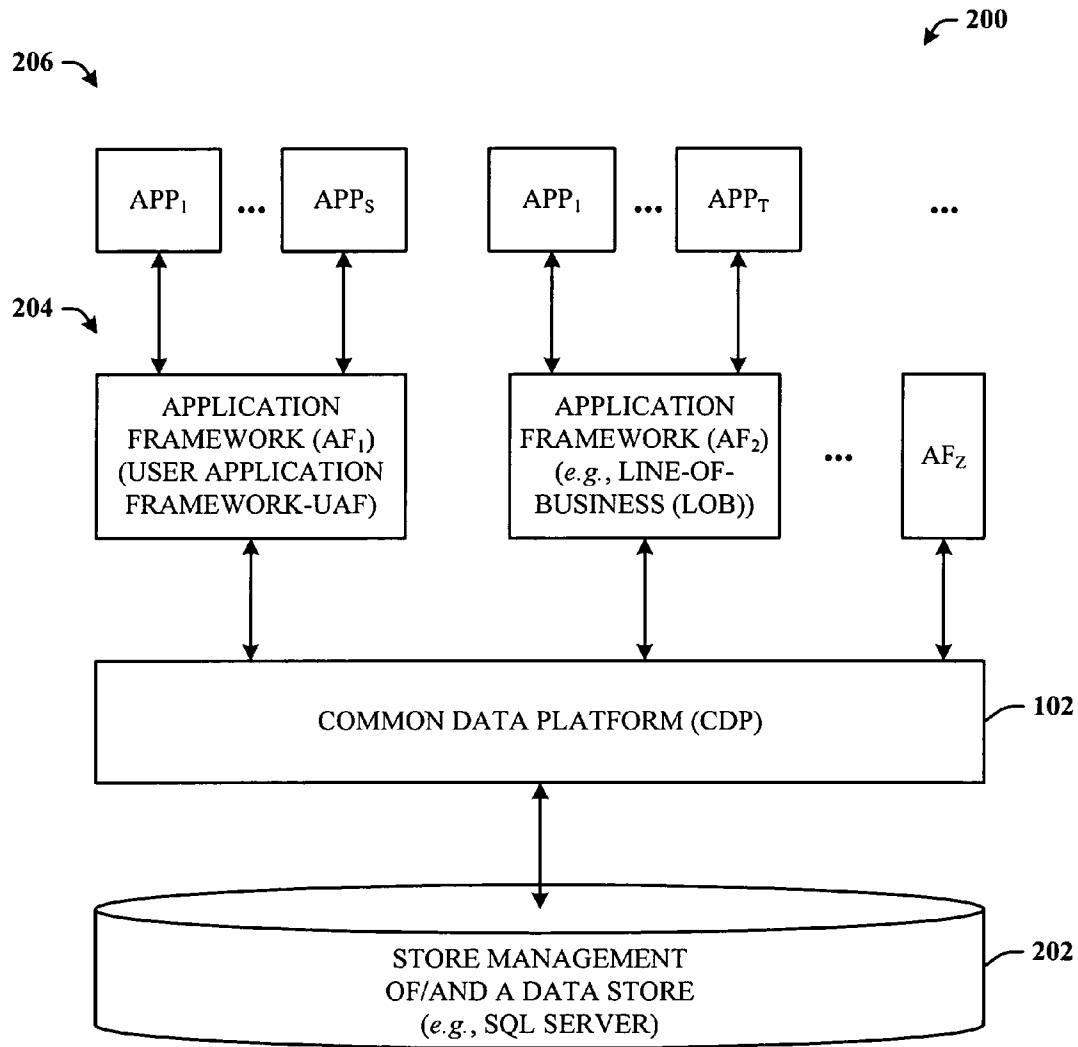 200
206
APP₁ ... APPS APP₁ ... APPT ...
204
APPLICATION
FRAMEWORK (AF₁)
(USER APPLICATION
FRAMEWORK-UAF)
APPLICATION
FRAMEWORK (AF₂)
(e.g., LINE-OF-
BUSINESS (LOB))
... AFZ
COMMON DATA PLATFORM (CDP)
102
STORE MANAGEMENT
OF/AND A DATA STORE
(e.g., SQL SERVER)
202